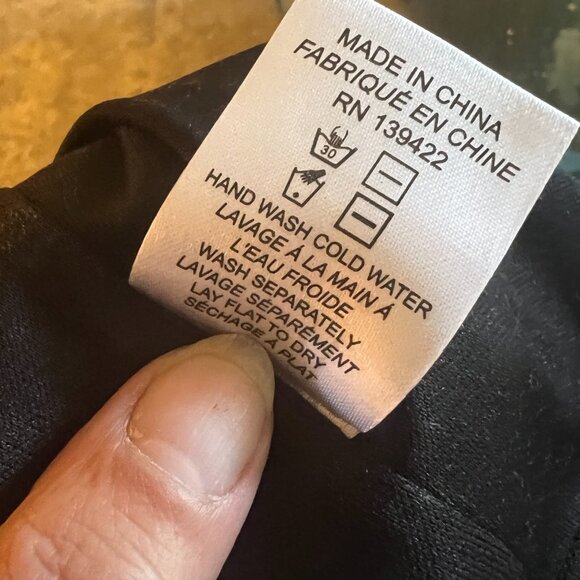 MADE IN CHINA
FABRIQUÉ EN CHINE
RN 139422
30
HAND WASH COLD WATER
LAVAGE Á LA MAIN Á
L'EAU FROIDE
WASH SEPARATELY
LAVAGE SÉPARÉMENT
LAY FLAT TO DRY
SÉCHAGE Á PLAT